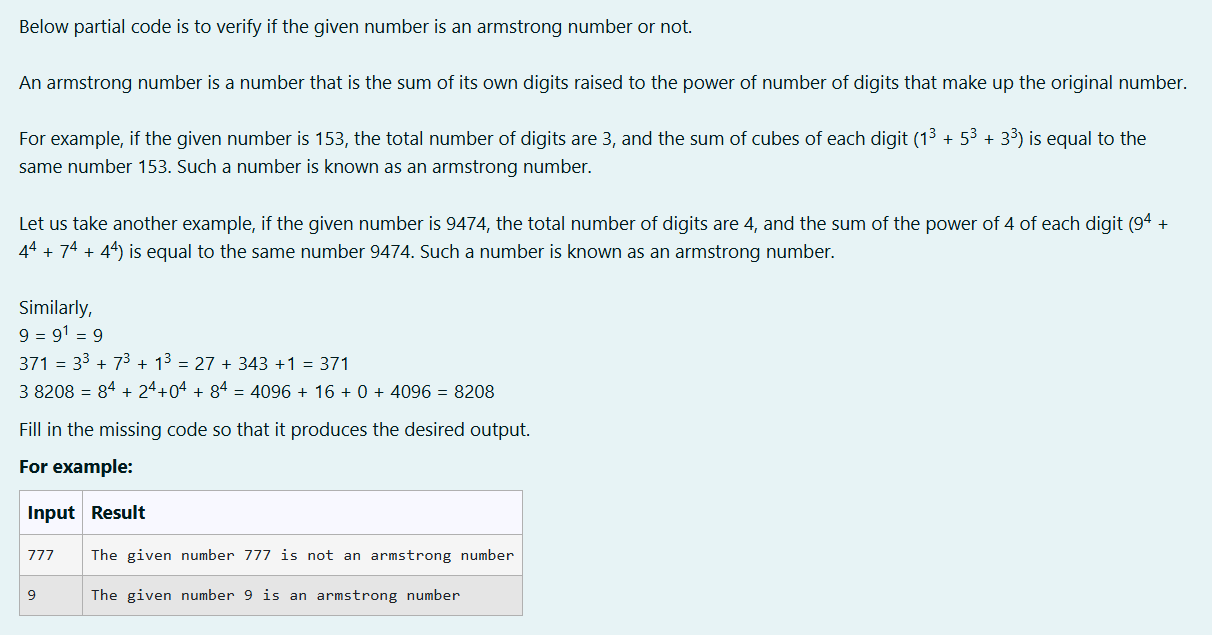 Below partial code is to verify if the given number is an armstrong number or not.
An armstrong number is a number that is the sum of its own digits raised to the power of number of digits that make up the original number.
For example, if the given number is 153, the total number of digits are 3, and the sum of cubes of each digit (1³ + 5³ + 3³) is equal to the
same number 153. Such a number is known as an armstrong number.
Let us take another example, if the given number is 9474, the total number of digits are 4, and the sum of the power of 4 of each digit (9⁴ +
4⁴ + 7⁴ + 4⁴) is equal to the same number 9474. Such a number is known as an armstrong number.
Similarly,
9 = 9¹ = 9
371 = 3³ + 7³ + 1³ = 27 + 343 +1 = 371
3 8208 = 8⁴ + 2⁴+0⁴ + 8⁴ = 4096 + 16 + 0 + 4096 = 8208
Fill in the missing code so that it produces the desired output.
For example:
Input Result
777 The given number 777 is not an armstrong number
9 The given number 9 is an armstrong number